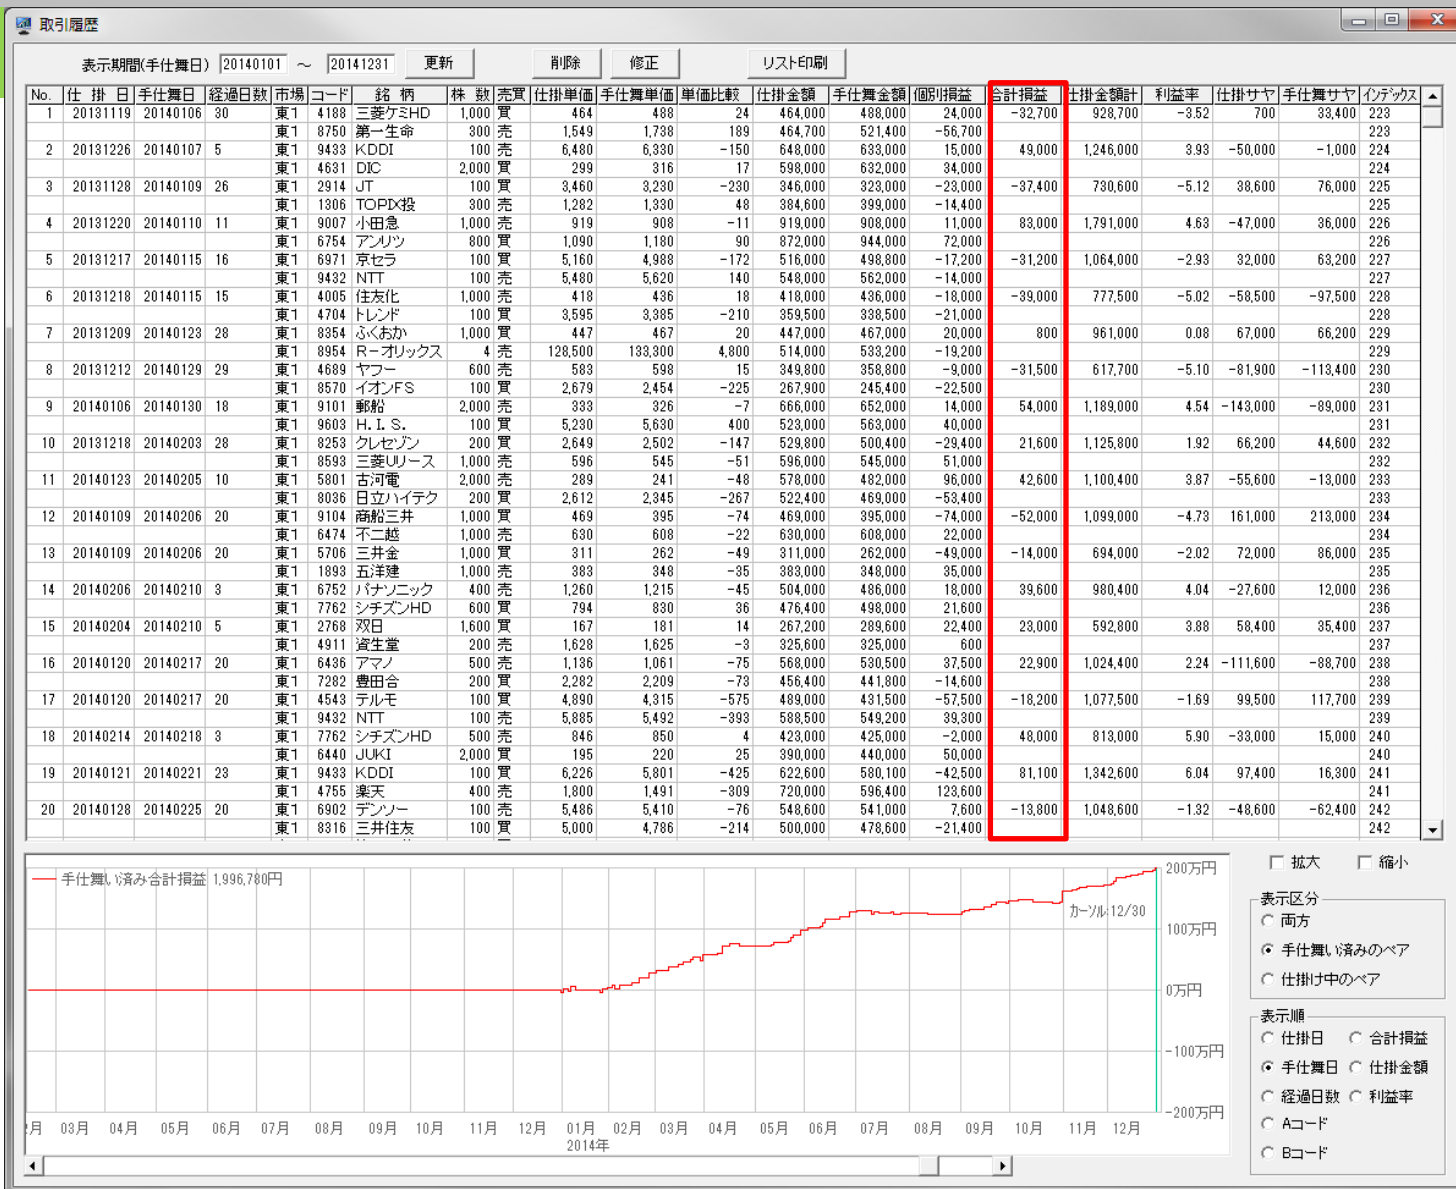 取引履歴
表示期間(手仕舞日) 20140101 ～ 20141231 更新 削除 修正 リスト印刷
No. 仕掛日 手仕舞日 経過日数 市場 コード 銘柄 株数 売買 仕掛単価 手仕舞単価 単価比較 仕掛金額 手仕舞金額 個別損益 合計損益 仕掛金額計 利益率 仕掛サヤ 手仕舞サヤ インデックス
1 20131119 20140106 30 東1 4188 三菱ケミHD 1,000 買 464 488 24 464,000 488,000 24,000 -32,700 928,700 -3.52 700 33,400 223
東1 8750 第一生命 300 売 1,549 1,738 189 464,700 521,400 -56,700 223
2 20131226 20140107 5 東1 9433 KDDI 100 売 6,480 6,330 -150 648,000 633,000 15,000 49,000 1,246,000 3.93 -50,000 -1,000 224
東1 4631 DIC 2,000 買 299 316 17 598,000 632,000 34,000 224
3 20131128 20140109 26 東1 2914 JT 100 買 3,460 3,230 -230 346,000 323,000 -23,000 -37,400 730,600 -5.12 38,600 76,000 225
東1 1306 TOPIX投 300 売 1,282 1,330 48 384,600 399,000 -14,400 225
4 20131220 20140110 11 東1 9007 小田急 1,000 売 919 908 -11 919,000 908,000 11,000 83,000 1,791,000 4.63 -47,000 36,000 226
東1 6754 アンリツ 800 買 1,090 1,180 90 872,000 944,000 72,000 226
5 20131217 20140115 16 東1 6971 京セラ 100 買 5,160 4,988 -172 516,000 498,800 -17,200 -31,200 1,064,000 -2.93 32,000 63,200 227
東1 9432 NTT 100 売 5,480 5,620 140 548,000 562,000 -14,000 227
6 20131218 20140115 15 東1 4005 住友化 1,000 売 418 436 18 418,000 436,000 -18,000 -39,000 777,500 -5.02 -58,500 -97,500 228
東1 4704 トレンド 100 買 3,595 3,385 -210 359,500 338,500 -21,000 228
7 20131209 20140123 28 東1 8354 ふくおか 1,000 買 447 467 20 447,000 467,000 20,000 800 961,000 0.08 67,000 66,200 229
東1 8954 R-オリックス 4 売 128,500 133,300 4,800 514,000 533,200 -19,200 229
8 20131212 20140129 29 東1 4689 ヤフー 600 売 583 598 15 349,800 358,800 -9,000 -31,500 617,700 -5.10 -81,900 -113,400 230
東1 8570 イオンFS 100 買 2,679 2,454 -225 267,900 245,400 -22,500 230
9 20140106 20140130 18 東1 9101 郵船 2,000 売 333 326 -7 666,000 652,000 14,000 54,000 1,189,000 4.54 -143,000 -89,000 231
東1 9603 H.I.S. 100 買 5,230 5,630 400 523,000 563,000 40,000 231
10 20131218 20140203 28 東1 8253 クレセゾン 200 買 2,649 2,502 -147 529,800 500,400 -29,400 21,600 1,125,800 1.92 66,200 44,600 232
東1 8593 三菱Uリース 1,000 売 596 545 -51 596,000 545,000 51,000 232
11 20140123 20140205 10 東1 5801 古河電 2,000 売 289 241 -48 578,000 482,000 96,000 42,600 1,100,400 3.87 -55,600 -13,000 233
東1 8036 日立ハイテク 200 買 2,612 2,345 -267 522,400 469,000 -53,400 233
12 20140109 20140206 20 東1 9104 商船三井 1,000 買 469 395 -74 469,000 395,000 -74,000 -52,000 1,099,000 -4.73 161,000 213,000 234
東1 6474 不二越 1,000 売 630 608 -22 630,000 608,000 22,000 234
13 20140109 20140206 20 東1 5706 三井金 1,000 買 311 262 -49 311,000 262,000 -49,000 -14,000 694,000 -2.02 72,000 86,000 235
東1 1893 五洋建 1,000 売 383 348 -35 383,000 348,000 35,000 235
14 20140206 20140210 3 東1 6752 パナソニック 400 売 1,260 1,215 -45 504,000 486,000 18,000 39,600 980,400 4.04 -27,600 12,000 236
東1 7762 シチズンHD 600 買 794 830 36 476,400 498,000 21,600 236
15 20140204 20140210 5 東1 2768 双日 1,600 買 167 181 14 267,200 289,600 22,400 23,000 592,800 3.88 58,400 35,400 237
東1 4911 資生堂 200 売 1,628 1,625 -3 325,600 325,000 600 237
16 20140120 20140217 20 東1 6436 アマノ 500 売 1,136 1,061 -75 568,000 530,500 37,500 22,900 1,024,400 2.24 -111,600 -88,700 238
東1 7282 豊田合 200 買 2,282 2,209 -73 456,400 441,800 -14,600 238
17 20140120 20140217 20 東1 4543 テルモ 100 買 4,890 4,315 -575 489,000 431,500 -57,500 -18,200 1,077,500 -1.69 99,500 117,700 239
東1 9432 NTT 100 売 5,885 5,492 -393 588,500 549,200 39,300 239
18 20140214 20140218 3 東1 7762 シチズンHD 500 売 846 850 4 423,000 425,000 -2,000 48,000 813,000 5.90 -33,000 15,000 240
東1 6440 JUKI 2,000 買 195 220 25 390,000 440,000 50,000 240
19 20140121 20140221 23 東1 9433 KDDI 100 買 6,226 5,801 -425 622,600 580,100 -42,500 81,100 1,342,600 6.04 97,400 16,300 241
東1 4755 楽天 400 売 1,800 1,491 -309 720,000 596,400 123,600 241
20 20140128 20140225 20 東1 6902 デンソー 100 売 5,486 5,410 -76 548,600 541,000 7,600 -13,800 1,048,600 -1.32 -48,600 -62,400 242
東1 8316 三井住友 100 買 5,000 4,786 -214 500,000 478,600 -21,400 242
手仕舞い済み合計損益 1,996,780円
カーソル:12/30
200万円
100万円
0万円
-100万円
-200万円
月 03月 04月 05月 06月 07月 08月 09月 10月 11月 12月 01月 02月 03月 04月 05月 06月 07月 08月 09月 10月 11月 12月
2014年
拡大 縮小
表示区分
両方
手仕舞い済みのペア
仕掛け中のペア
表示順
仕掛日 合計損益
手仕舞日 仕掛金額
経過日数 利益率
Aコード
Bコード